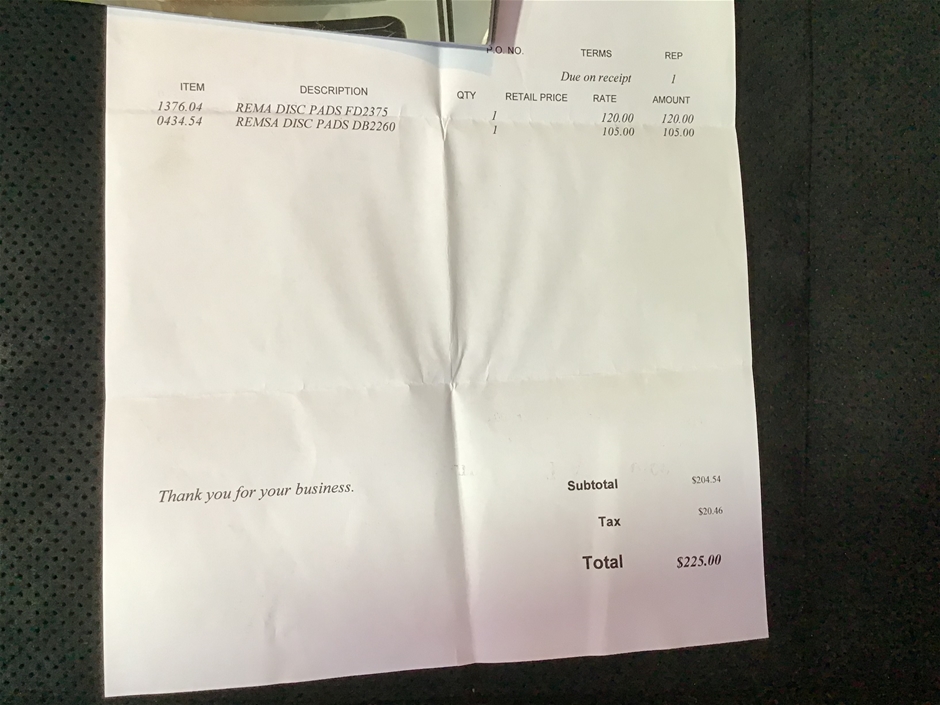 P.O. NO. TERMS REP
Due on receipt 1
ITEM DESCRIPTION QTY RETAIL PRICE RATE AMOUNT
1376.04 REMA DISC PADS FD2375 1 120.00 120.00
0434.54 REMSA DISC PADS DB2260 1 105.00 105.00
Thank you for your business.
Subtotal $204.54
Tax $20.46
Total $225.00